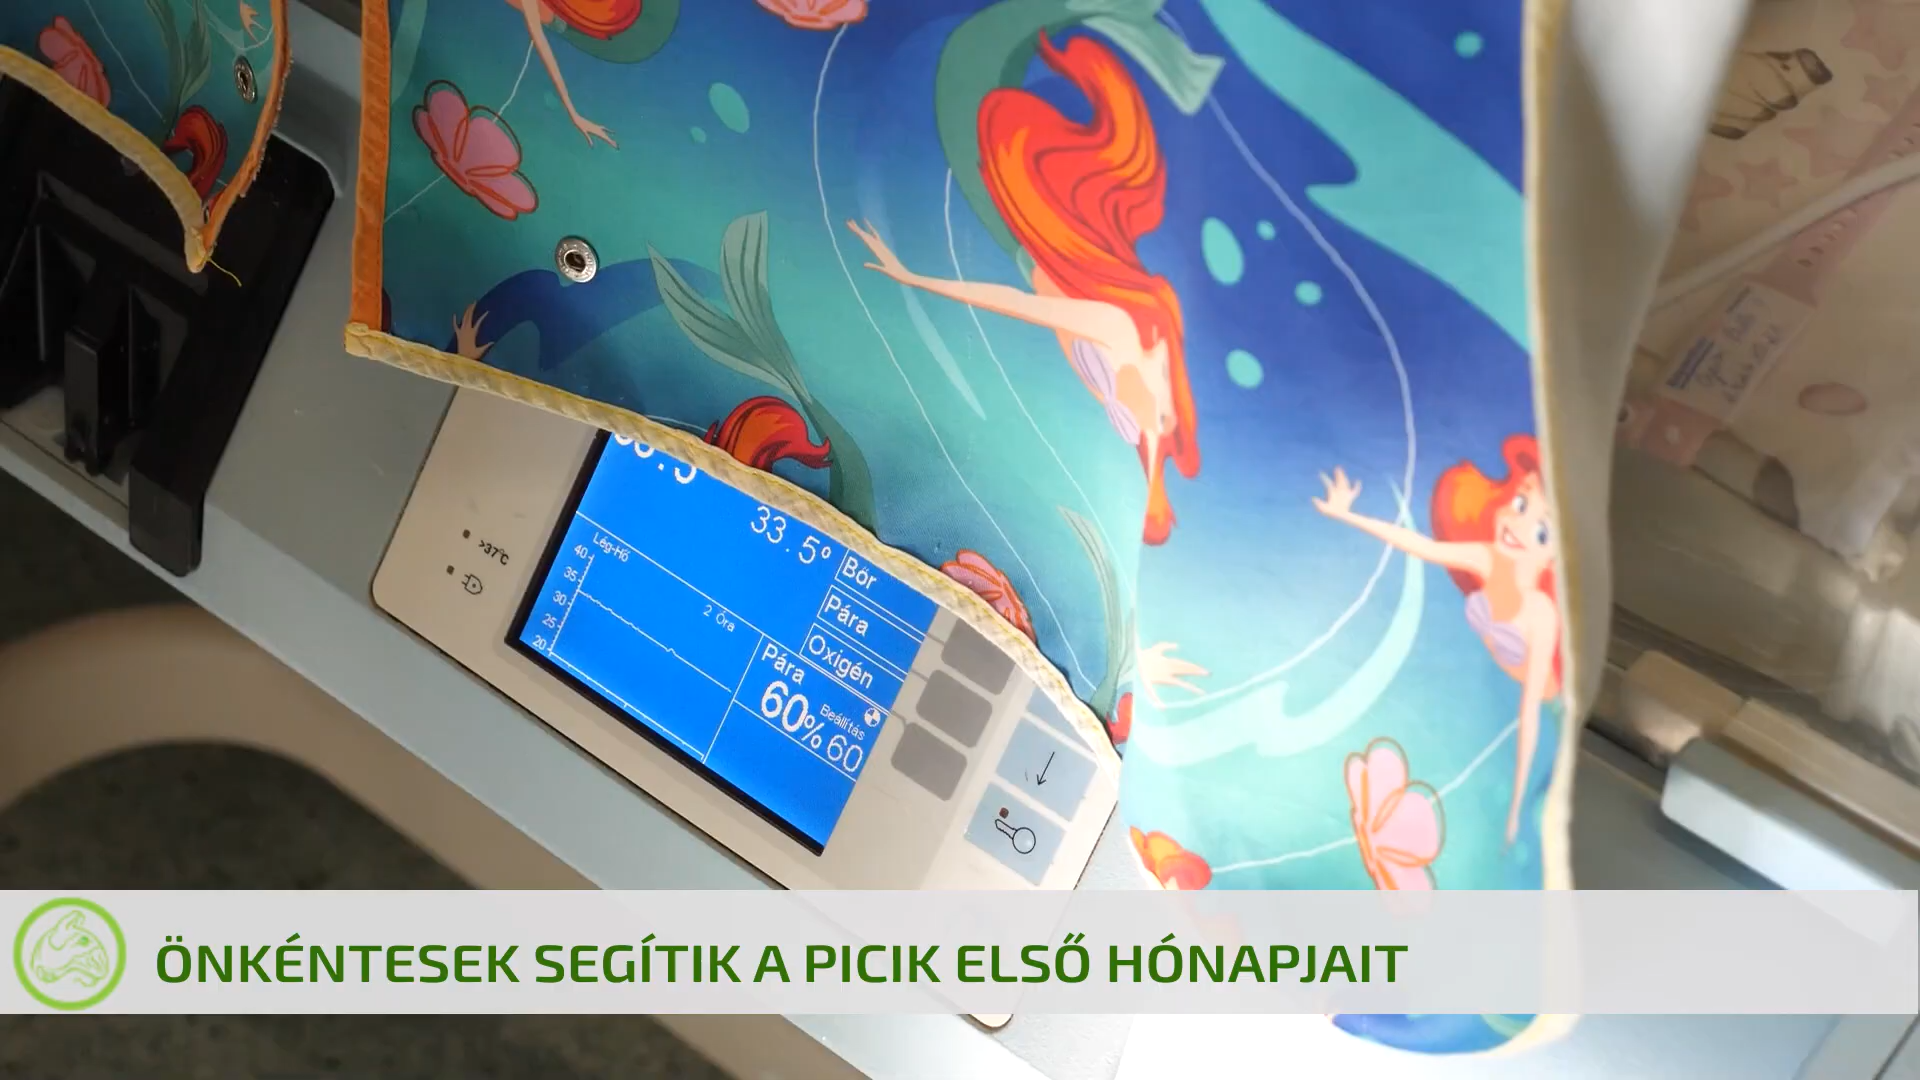 33.5°
Lég-Hő
40
35
30
25
20
2 Óra
Bőr
Pára
Oxigén
Pára
60%
Beállítás
60
>37°C
ÖNKÉNTESEK SEGÍTIK A PICIK ELSŐ HÓNAPJAIT